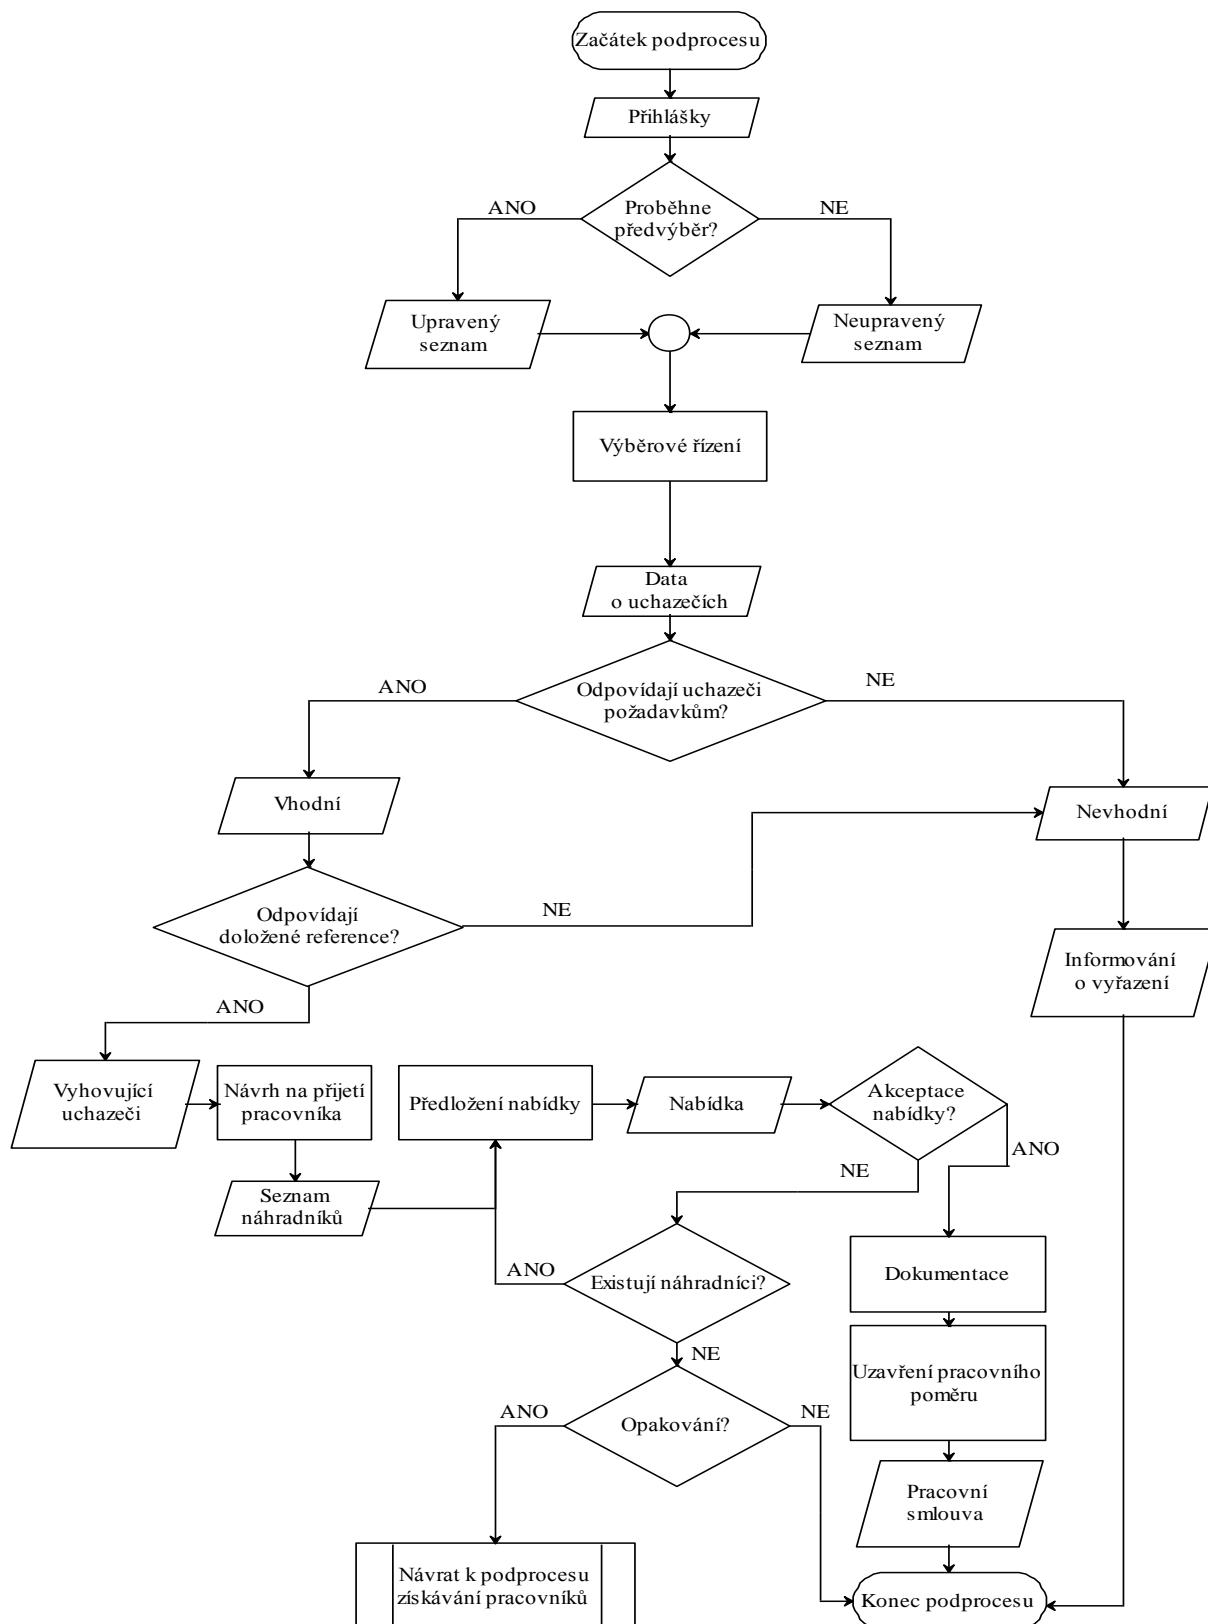 Začátek podprocesu
Přihlášky
ANO
Proběhne
předvýběr?
NE
Upravený
seznam
Neupravený
seznam
Výběrové řízení
Data
o uchazečích
ANO
Odpovídají uchazeči
požadavkům?
NE
Vhodní
Nevhodní
Odpovídají
doložené reference?
NE
Informování
o vyřazení
ANO
Vyhovující
uchazeči
Návrh na přijetí
pracovníka
Předložení nabídky
Nabídka
Akceptace
nabídky?
ANO
NE
Seznam
náhradníků
ANO
Existují náhradníci?
Dokumentace
NE
Uzavření pracovního
poměru
ANO
Opakování?
NE
Pracovní
smlouva
Návrat k podprocesu
získávání pracovníků
Konec podprocesu